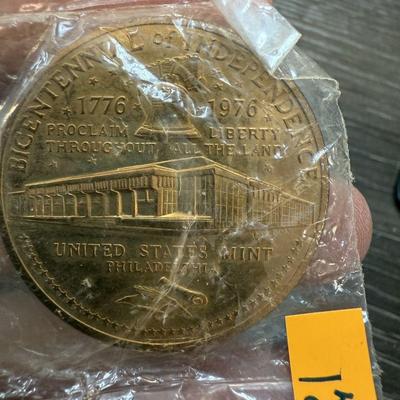 BICENTENNIAL of INDEPENDENCE
1776 1976
PROCLAIM LIBERTY
THROUGHOUT ALL THE LAND
UNITED STATES MINT
PHILADELPHIA